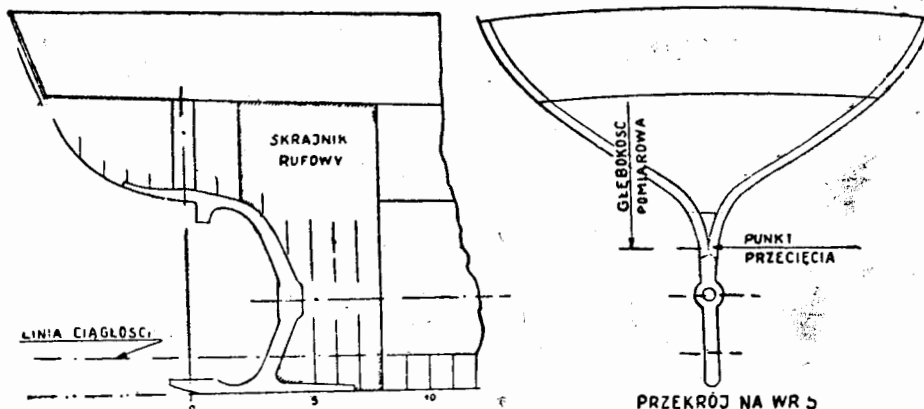 SKRAJNIK
RUFOWY
GŁĘBOKOŚĆ
POMIAROWA
PUNKT
PRZECIĘCIA
LINIA CIĄGŁOŚCI
0 5 10
PRZEKRÓJ NA WR 5